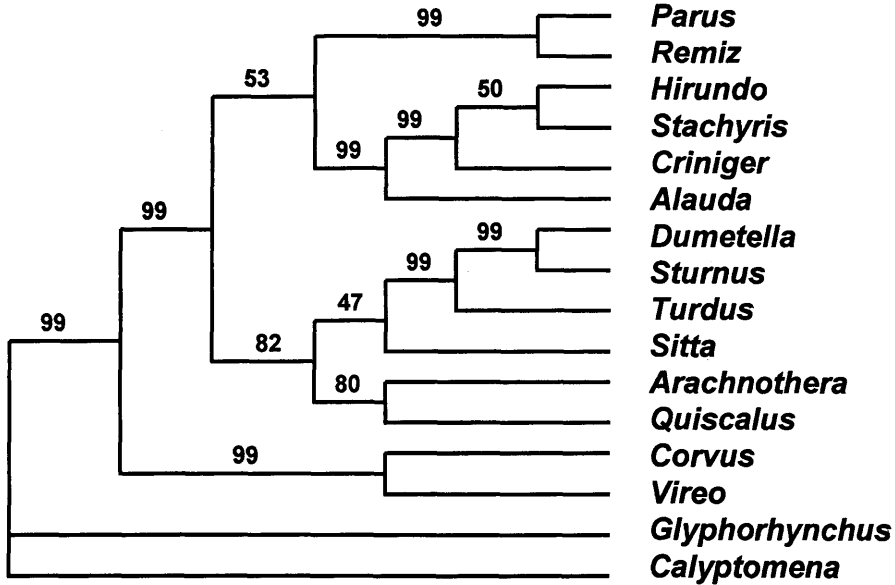 99
Parus
Remiz
53
50
Hirundo
99
Stachyris
99
Criniger
Alauda
99
99
Dumetella
99
Sturnus
47
Turdus
99
82
Sitta
80
Arachnothera
Quiscalus
99
Corvus
Vireo
Glyphorhynchus
Calyptomena